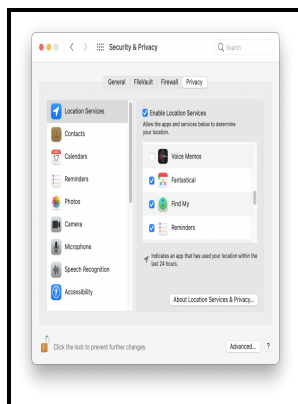 Security & Privacy
Search
General FileVault Firewall Privacy
Location Services
Contacts
17
Calendars
Reminders
Photos
Camera
Microphone
Speech Recognition
Accessibility
Enable Location Services
Allow the apps and services below to determine
your location.
Voice Memos
Fantastical
Find My
Reminders
Indicates an app that has used your location within the
last 24 hours.
About Location Services & Privacy...
Click the lock to prevent further changes.
Advanced...
?